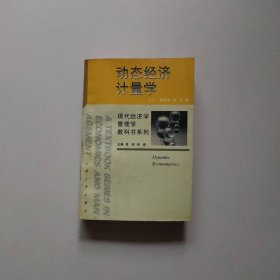 动态经济
计量学
现代经济学
管理学
教科书系列
Dynamic
Econometrics
A TEXTBOOK SERIES IN
ECONOMICS AND MAN-
AGEMENT